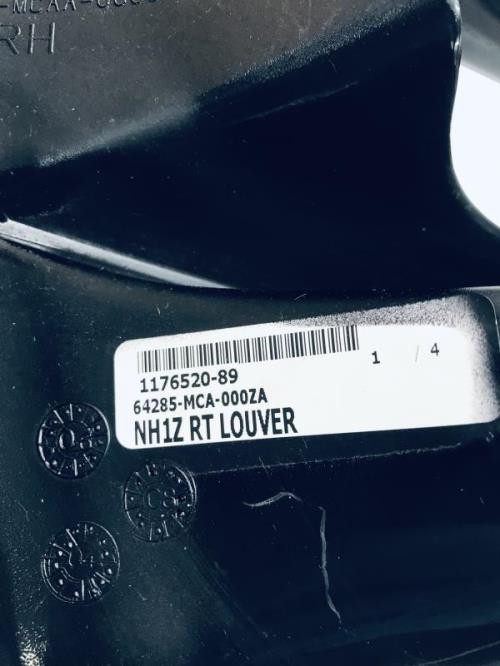 RH
1 / 4
1176520-89
64285-MCA-000ZA
NH1Z RT LOUVER